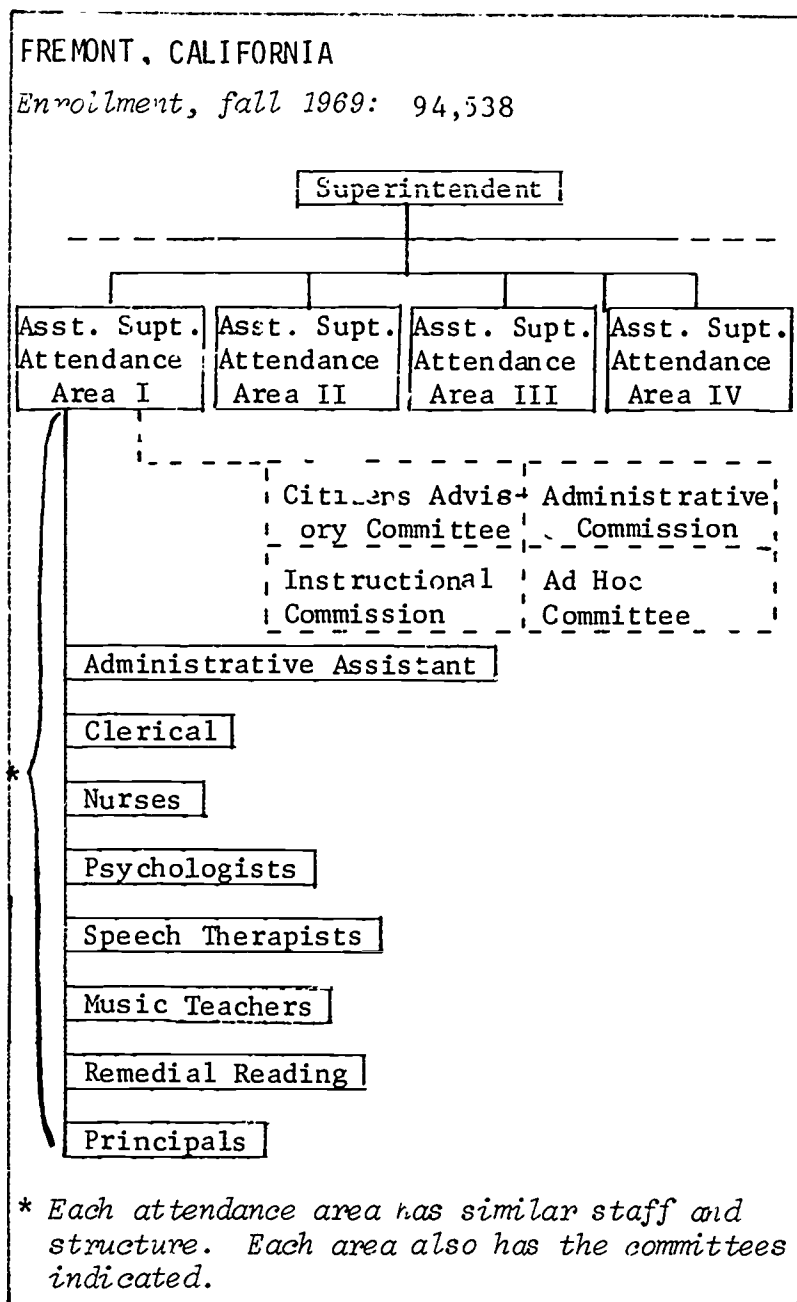 FREMONT, CALIFORNIA
Enrollment, fall 1969: 94,538
Superintendent
Asst. Supt. Attendance Area I
Asst. Supt. Attendance Area II
Asst. Supt. Attendance Area III
Asst. Supt. Attendance Area IV
Citizens Advis-
ory Committee
Administrative
Commission
Instructional
Commission
Ad Hoc
Committee
Administrative Assistant
Clerical
*
Nurses
Psychologists
Speech Therapists
Music Teachers
Remedial Reading
Principals
* Each attendance area has similar staff and
structure. Each area also has the committees
indicated.